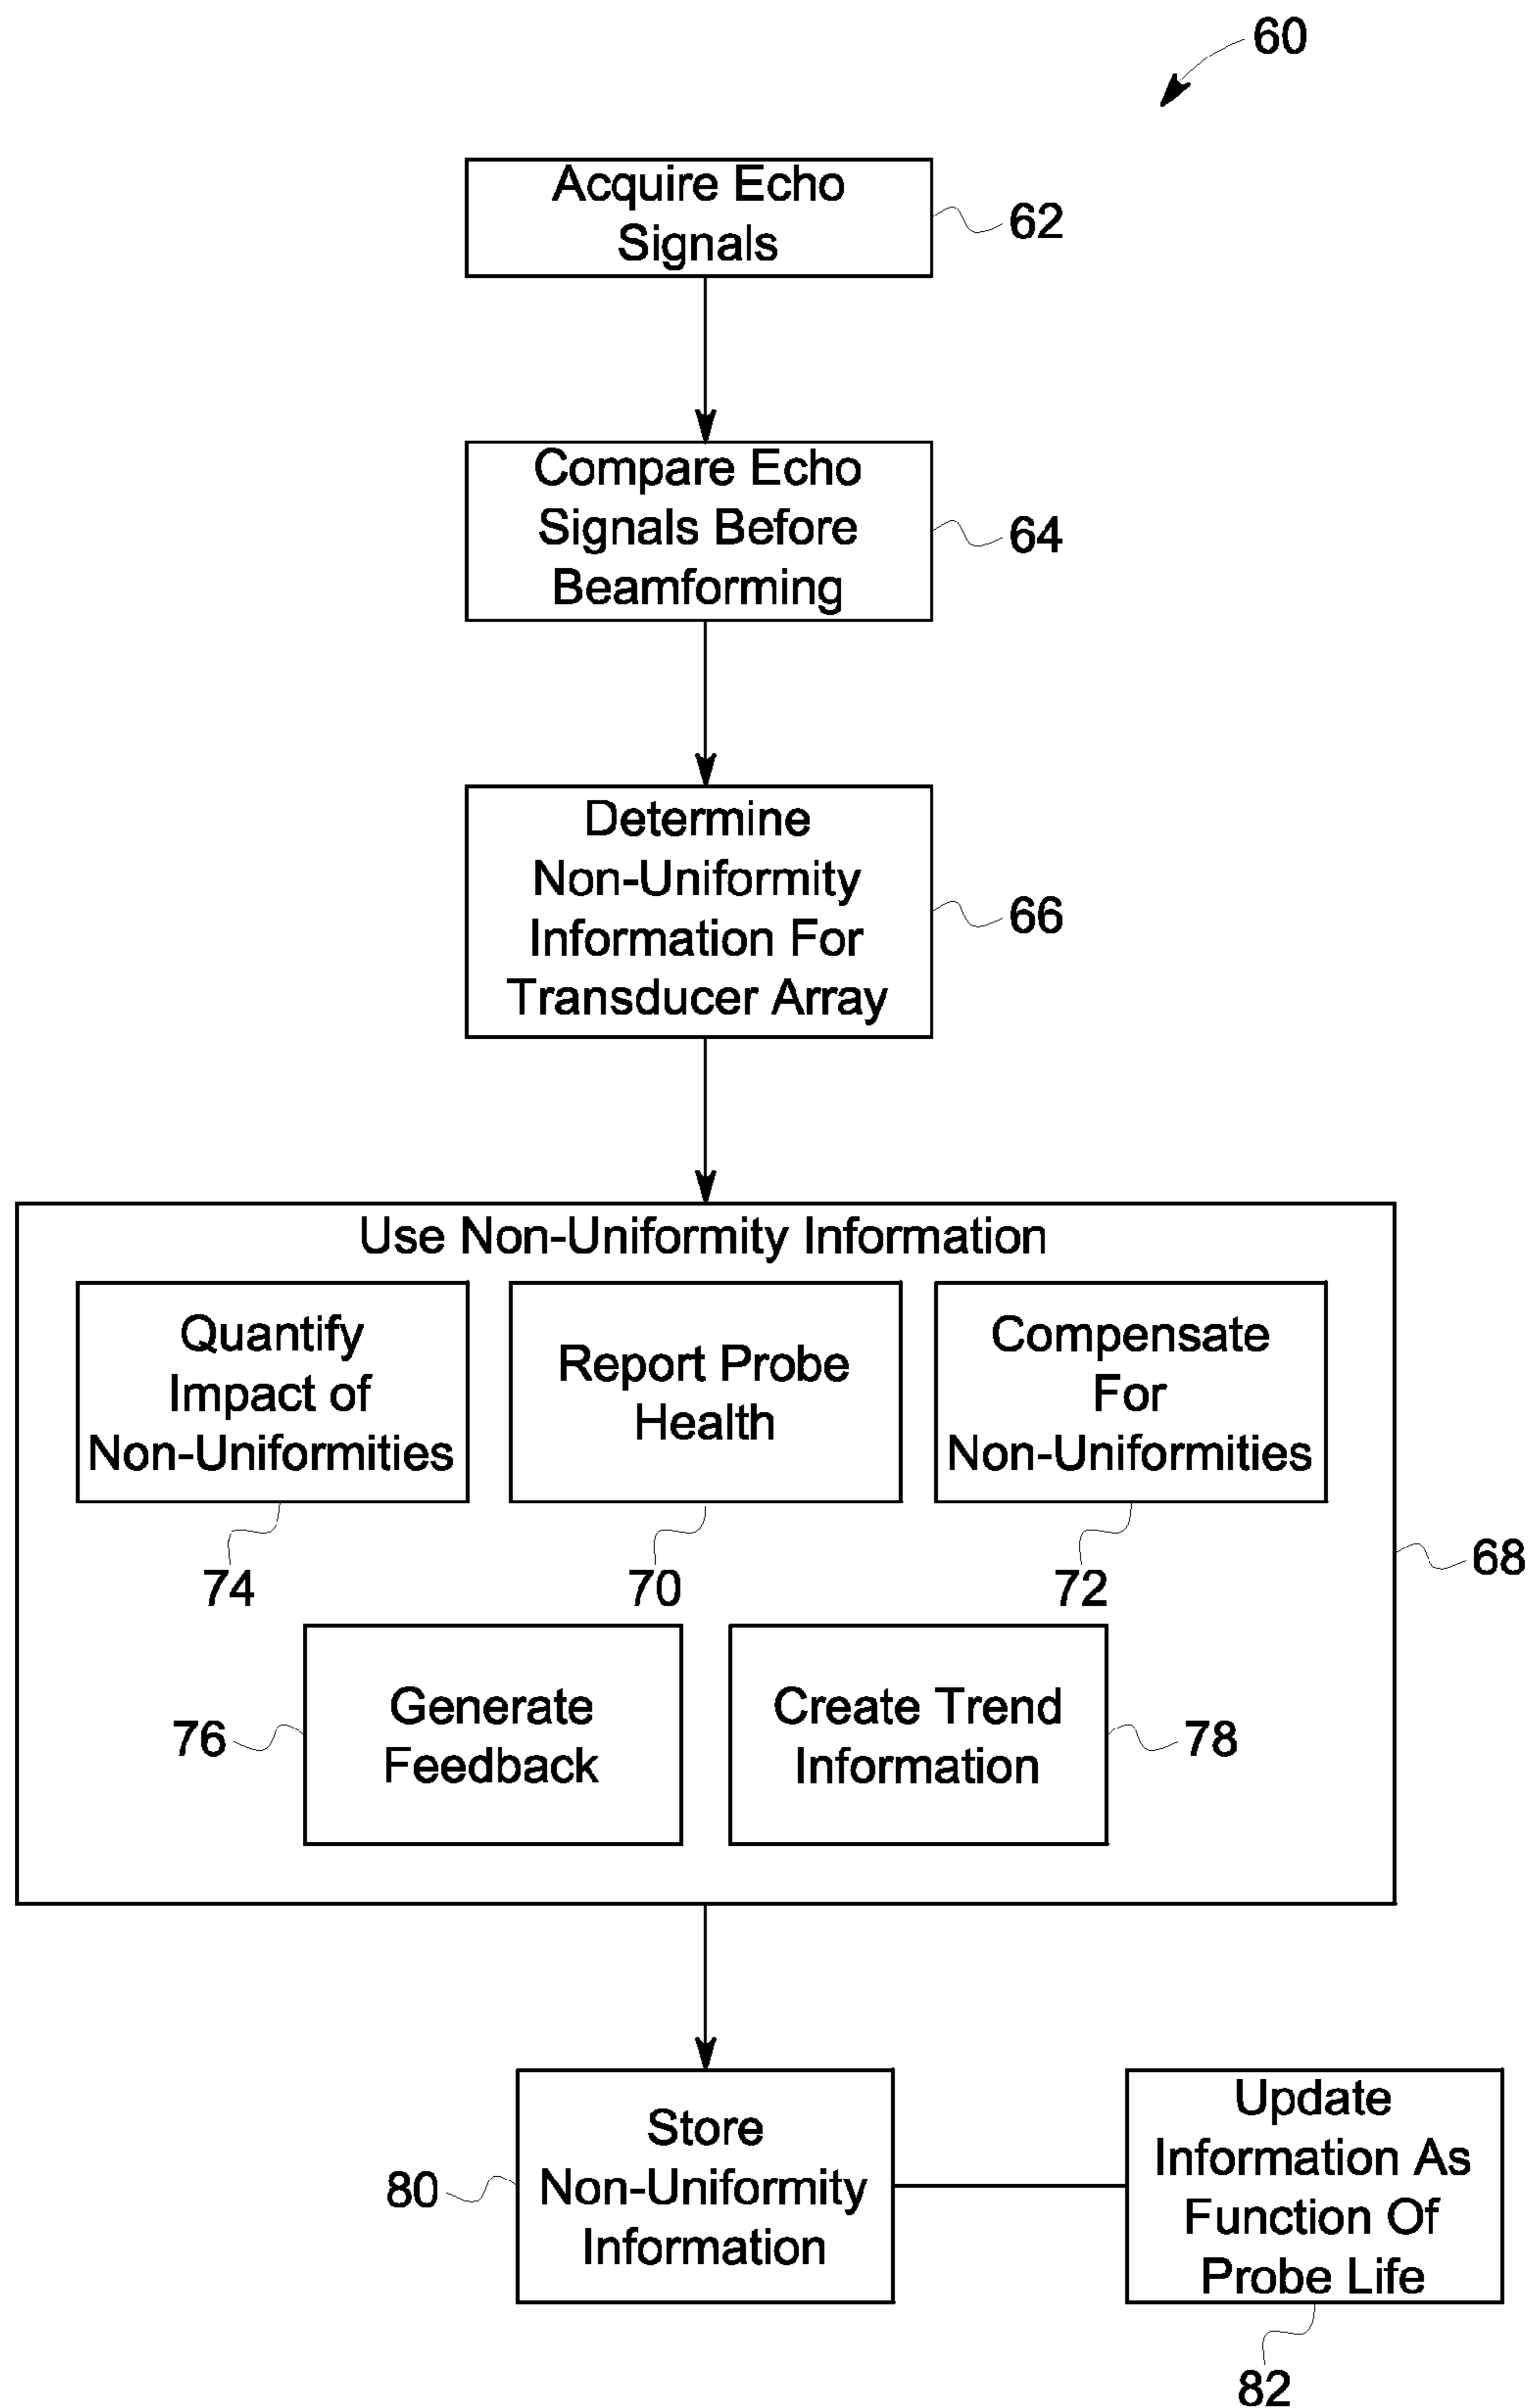 60
Acquire Echo
Signals
62
Compare Echo
Signals Before
Beamforming
64
Determine
Non-Uniformity
Information For
Transducer Array
66
Use Non-Uniformity Information
Quantify
Impact of
Non-Uniformities
74
Report Probe
Health
70
Compensate
For
Non-Uniformities
72
68
Generate
Feedback
76
Create Trend
Information
78
Store
Non-Uniformity
Information
80
Update
Information As
Function Of
Probe Life
82